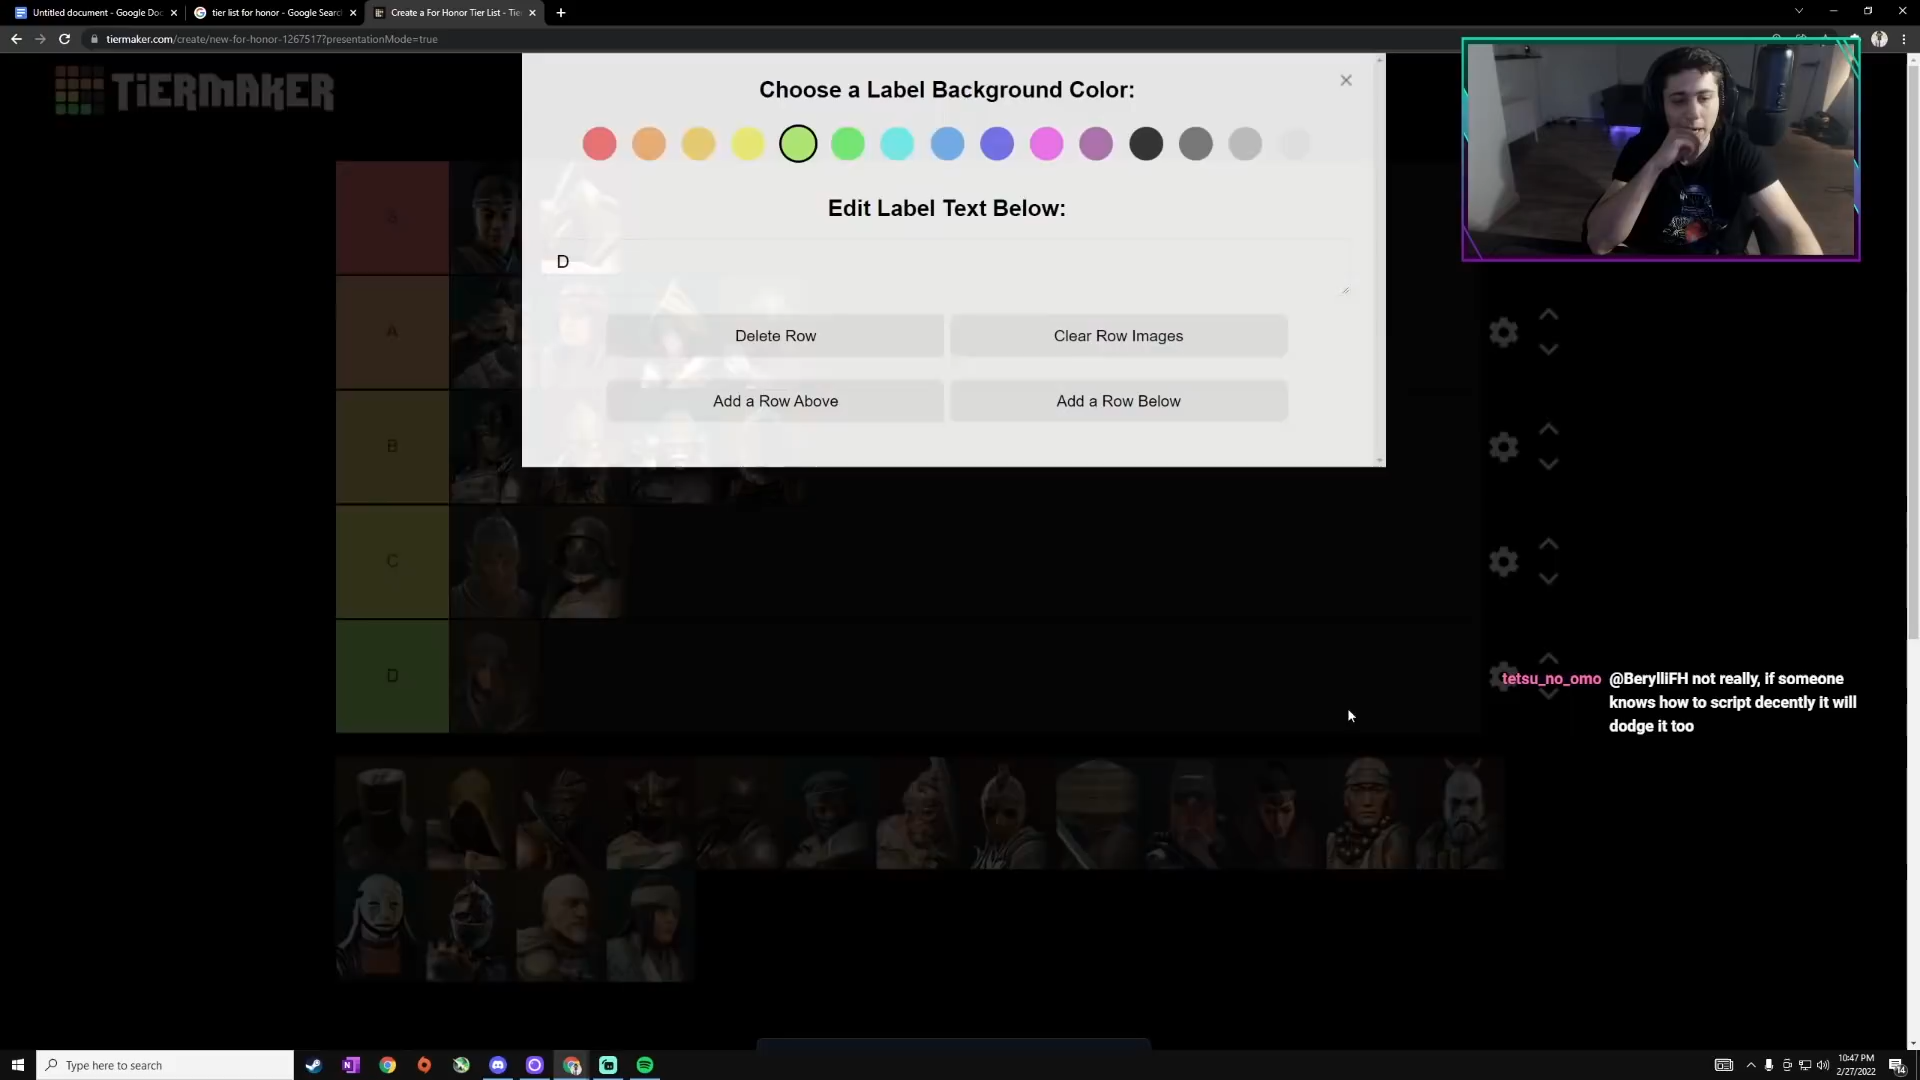 Untitled document - Google Doc
tier list for honor - Google Search
Create a For Honor Tier List - Tie
tiermaker.com/create/new-for-honor-1267517?presentationMode=true
TiERMAKER
Choose a Label Background Color:
Edit Label Text Below:
D
Delete Row
Clear Row Images
Add a Row Above
Add a Row Below
S
A
B
C
D
tetsu_no_omo @BerylliFH not really, if someone
knows how to script decently it will
dodge it too
Type here to search
10:47 PM
2/27/2022
14